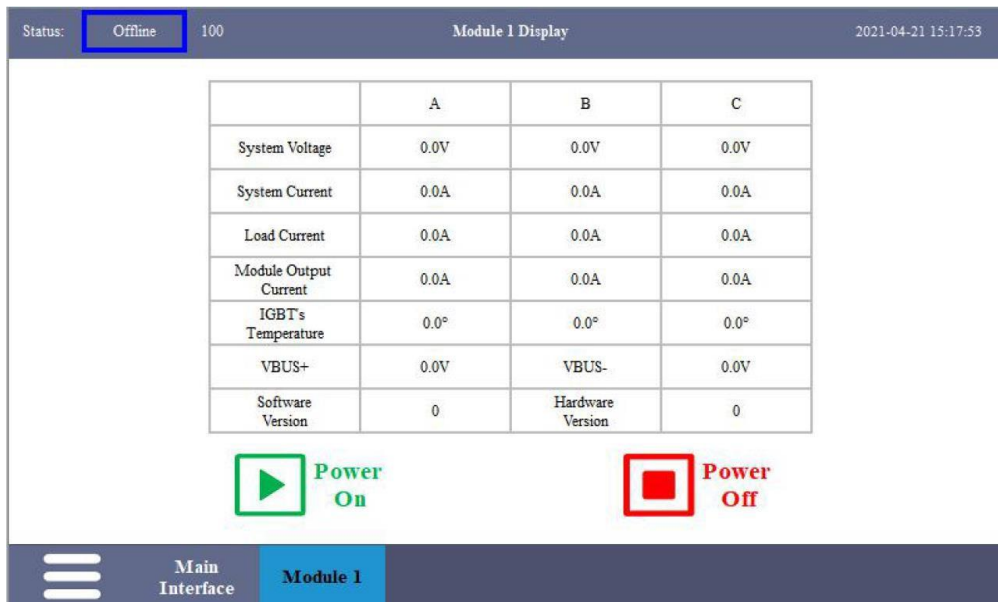 Status: Offline 100 Module 1 Display 2021-04-21 15:17:53
A B C
System Voltage 0.0V 0.0V 0.0V
System Current 0.0A 0.0A 0.0A
Load Current 0.0A 0.0A 0.0A
Module Output
Current 0.0A 0.0A 0.0A
IGBT's
Temperature 0.0° 0.0° 0.0°
VBUS+ 0.0V VBUS- 0.0V
Software
Version 0 Hardware
Version 0
Power
On
Power
Off
Main
Interface
Module 1